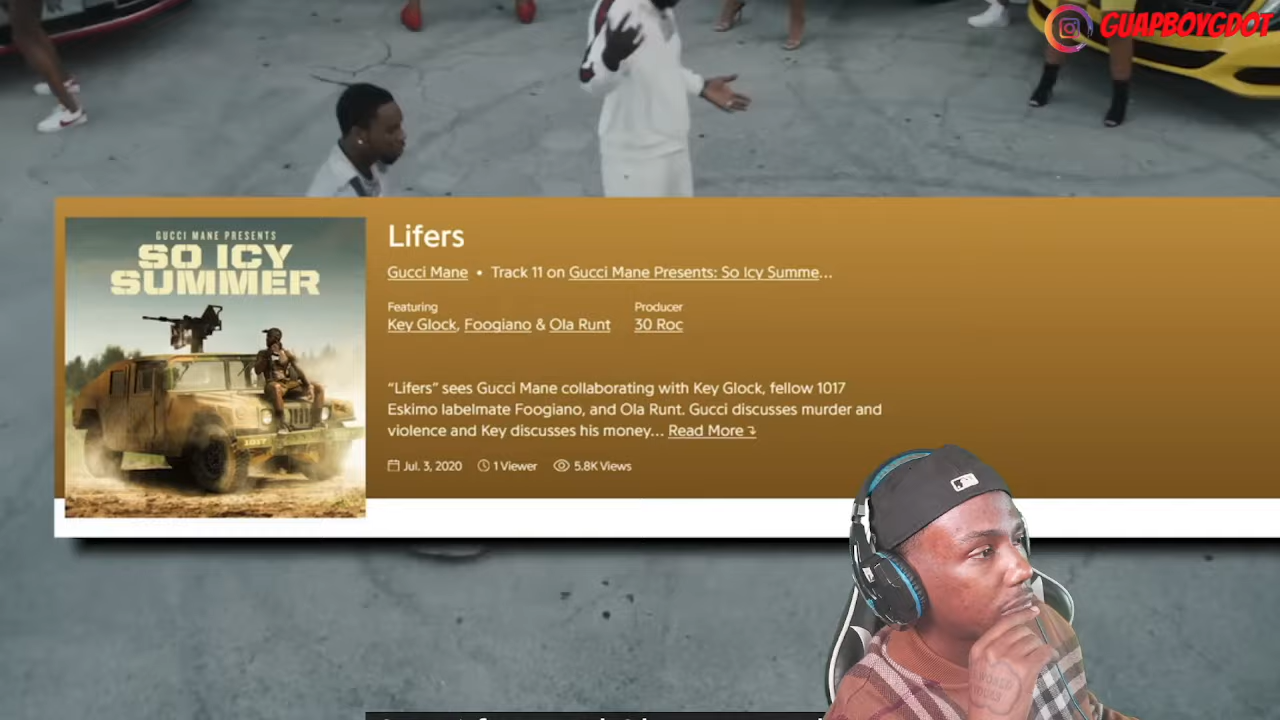 GUAPBOYGDOT
GUCCI MANE PRESENTS
SO ICY
SUMMER
1017
Lifers
Gucci Mane • Track 11 on Gucci Mane Presents: So Icy Summe...
Featuring
Key Glock, Foogiano & Ola Runt
Producer
30 Roc
“Lifers” sees Gucci Mane collaborating with Key Glock, fellow 1017
Eskimo labelmate Foogiano, and Ola Runt. Gucci discusses murder and
violence and Key discusses his money... Read More
Jul. 3, 2020 1 Viewer 5.8K Views